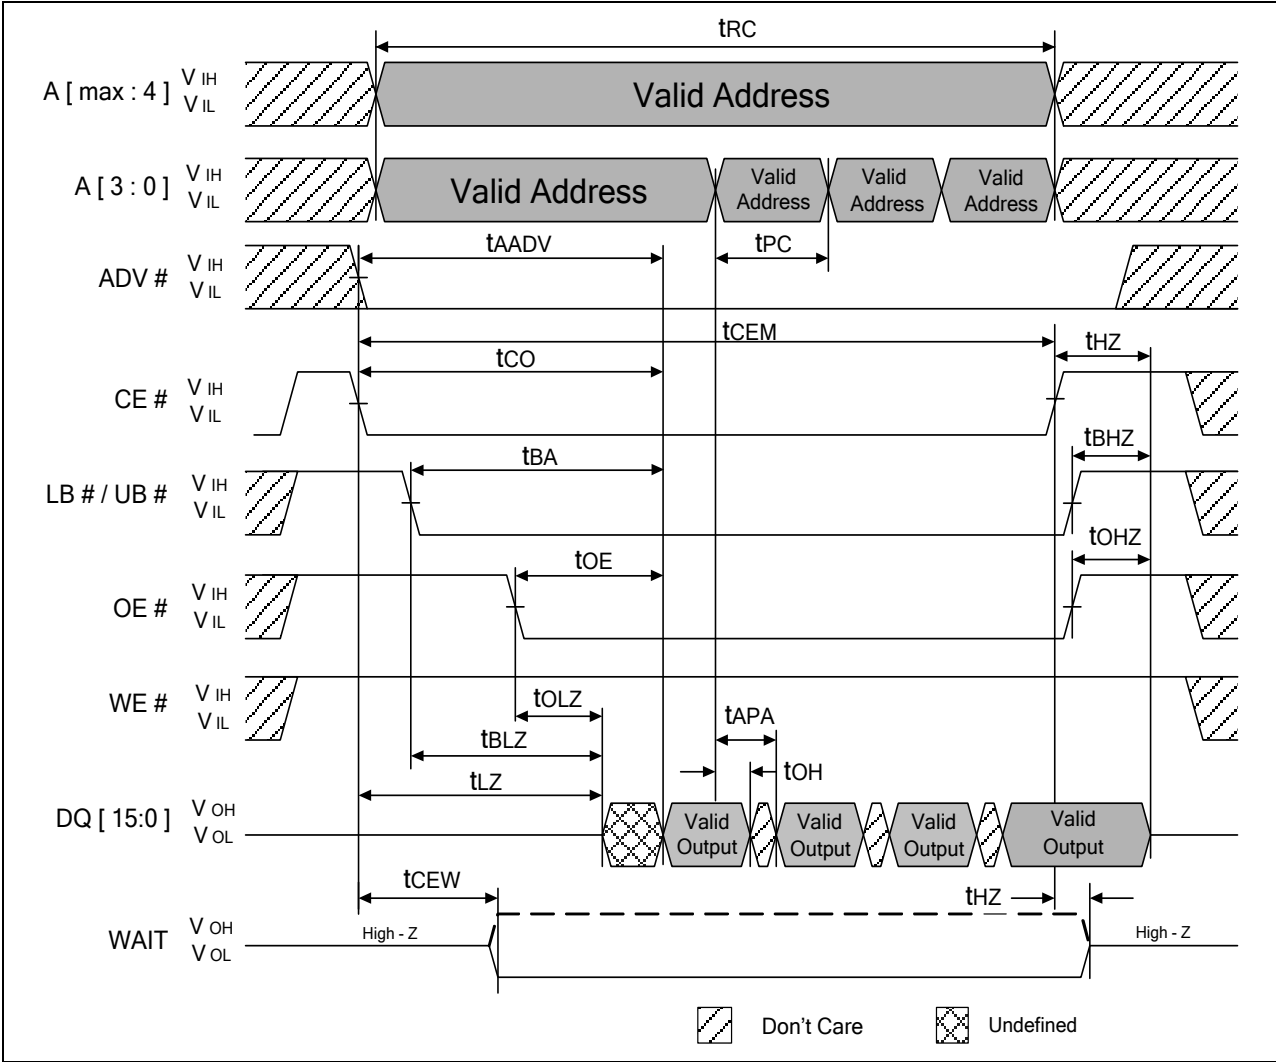 tRC
A [ max : 4 ]
V IH
V IL
Valid Address
A [ 3 : 0 ]
V IH
V IL
Valid Address
Valid
Address
Valid
Address
Valid
Address
tAADV
tPC
ADV #
V IH
V IL
tCEM
tCO
tHZ
CE #
V IH
V IL
tBHZ
tBA
LB # / UB #
V IH
V IL
tOHZ
tOE
OE #
V IH
V IL
WE #
V IH
V IL
tOLZ
tAPA
tBLZ
tOH
tLZ
DQ [ 15:0 ]
V OH
V OL
Valid
Output
Valid
Output
Valid
Output
Valid
Output
tCEW
tHZ
WAIT
V OH
V OL
High - Z
High - Z
Don't Care
Undefined